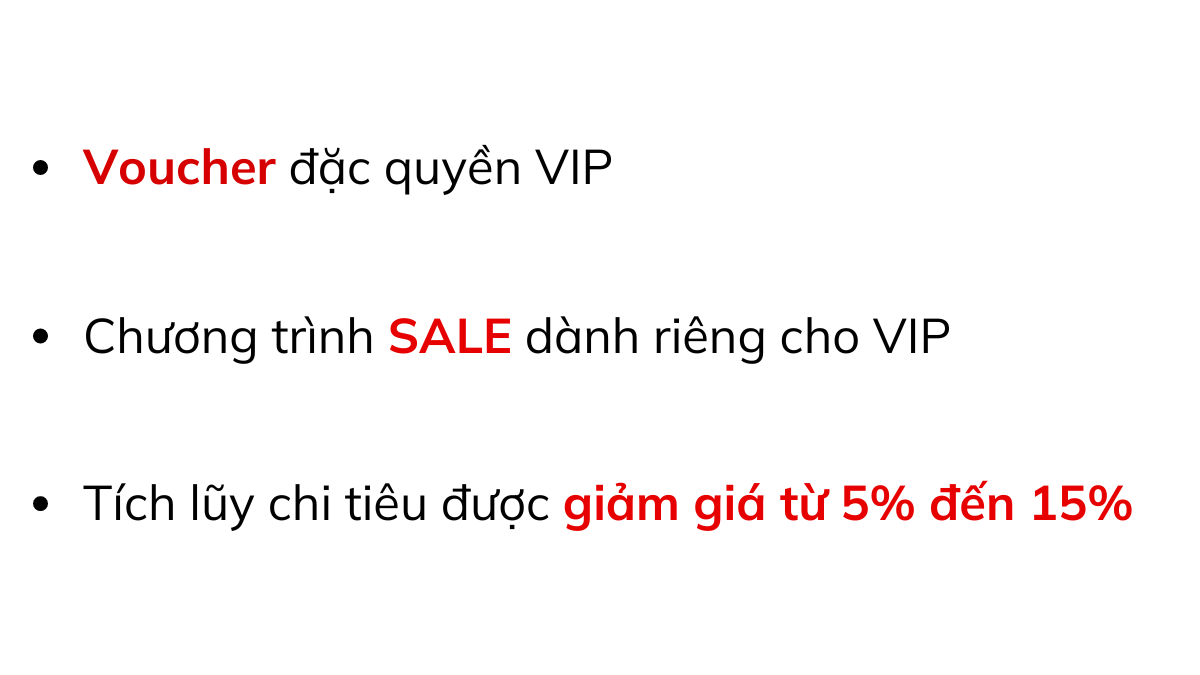 • Voucher đặc quyền VIP
• Chương trình SALE dành riêng cho VIP
• Tích lũy chi tiêu được giảm giá từ 5% đến 15%